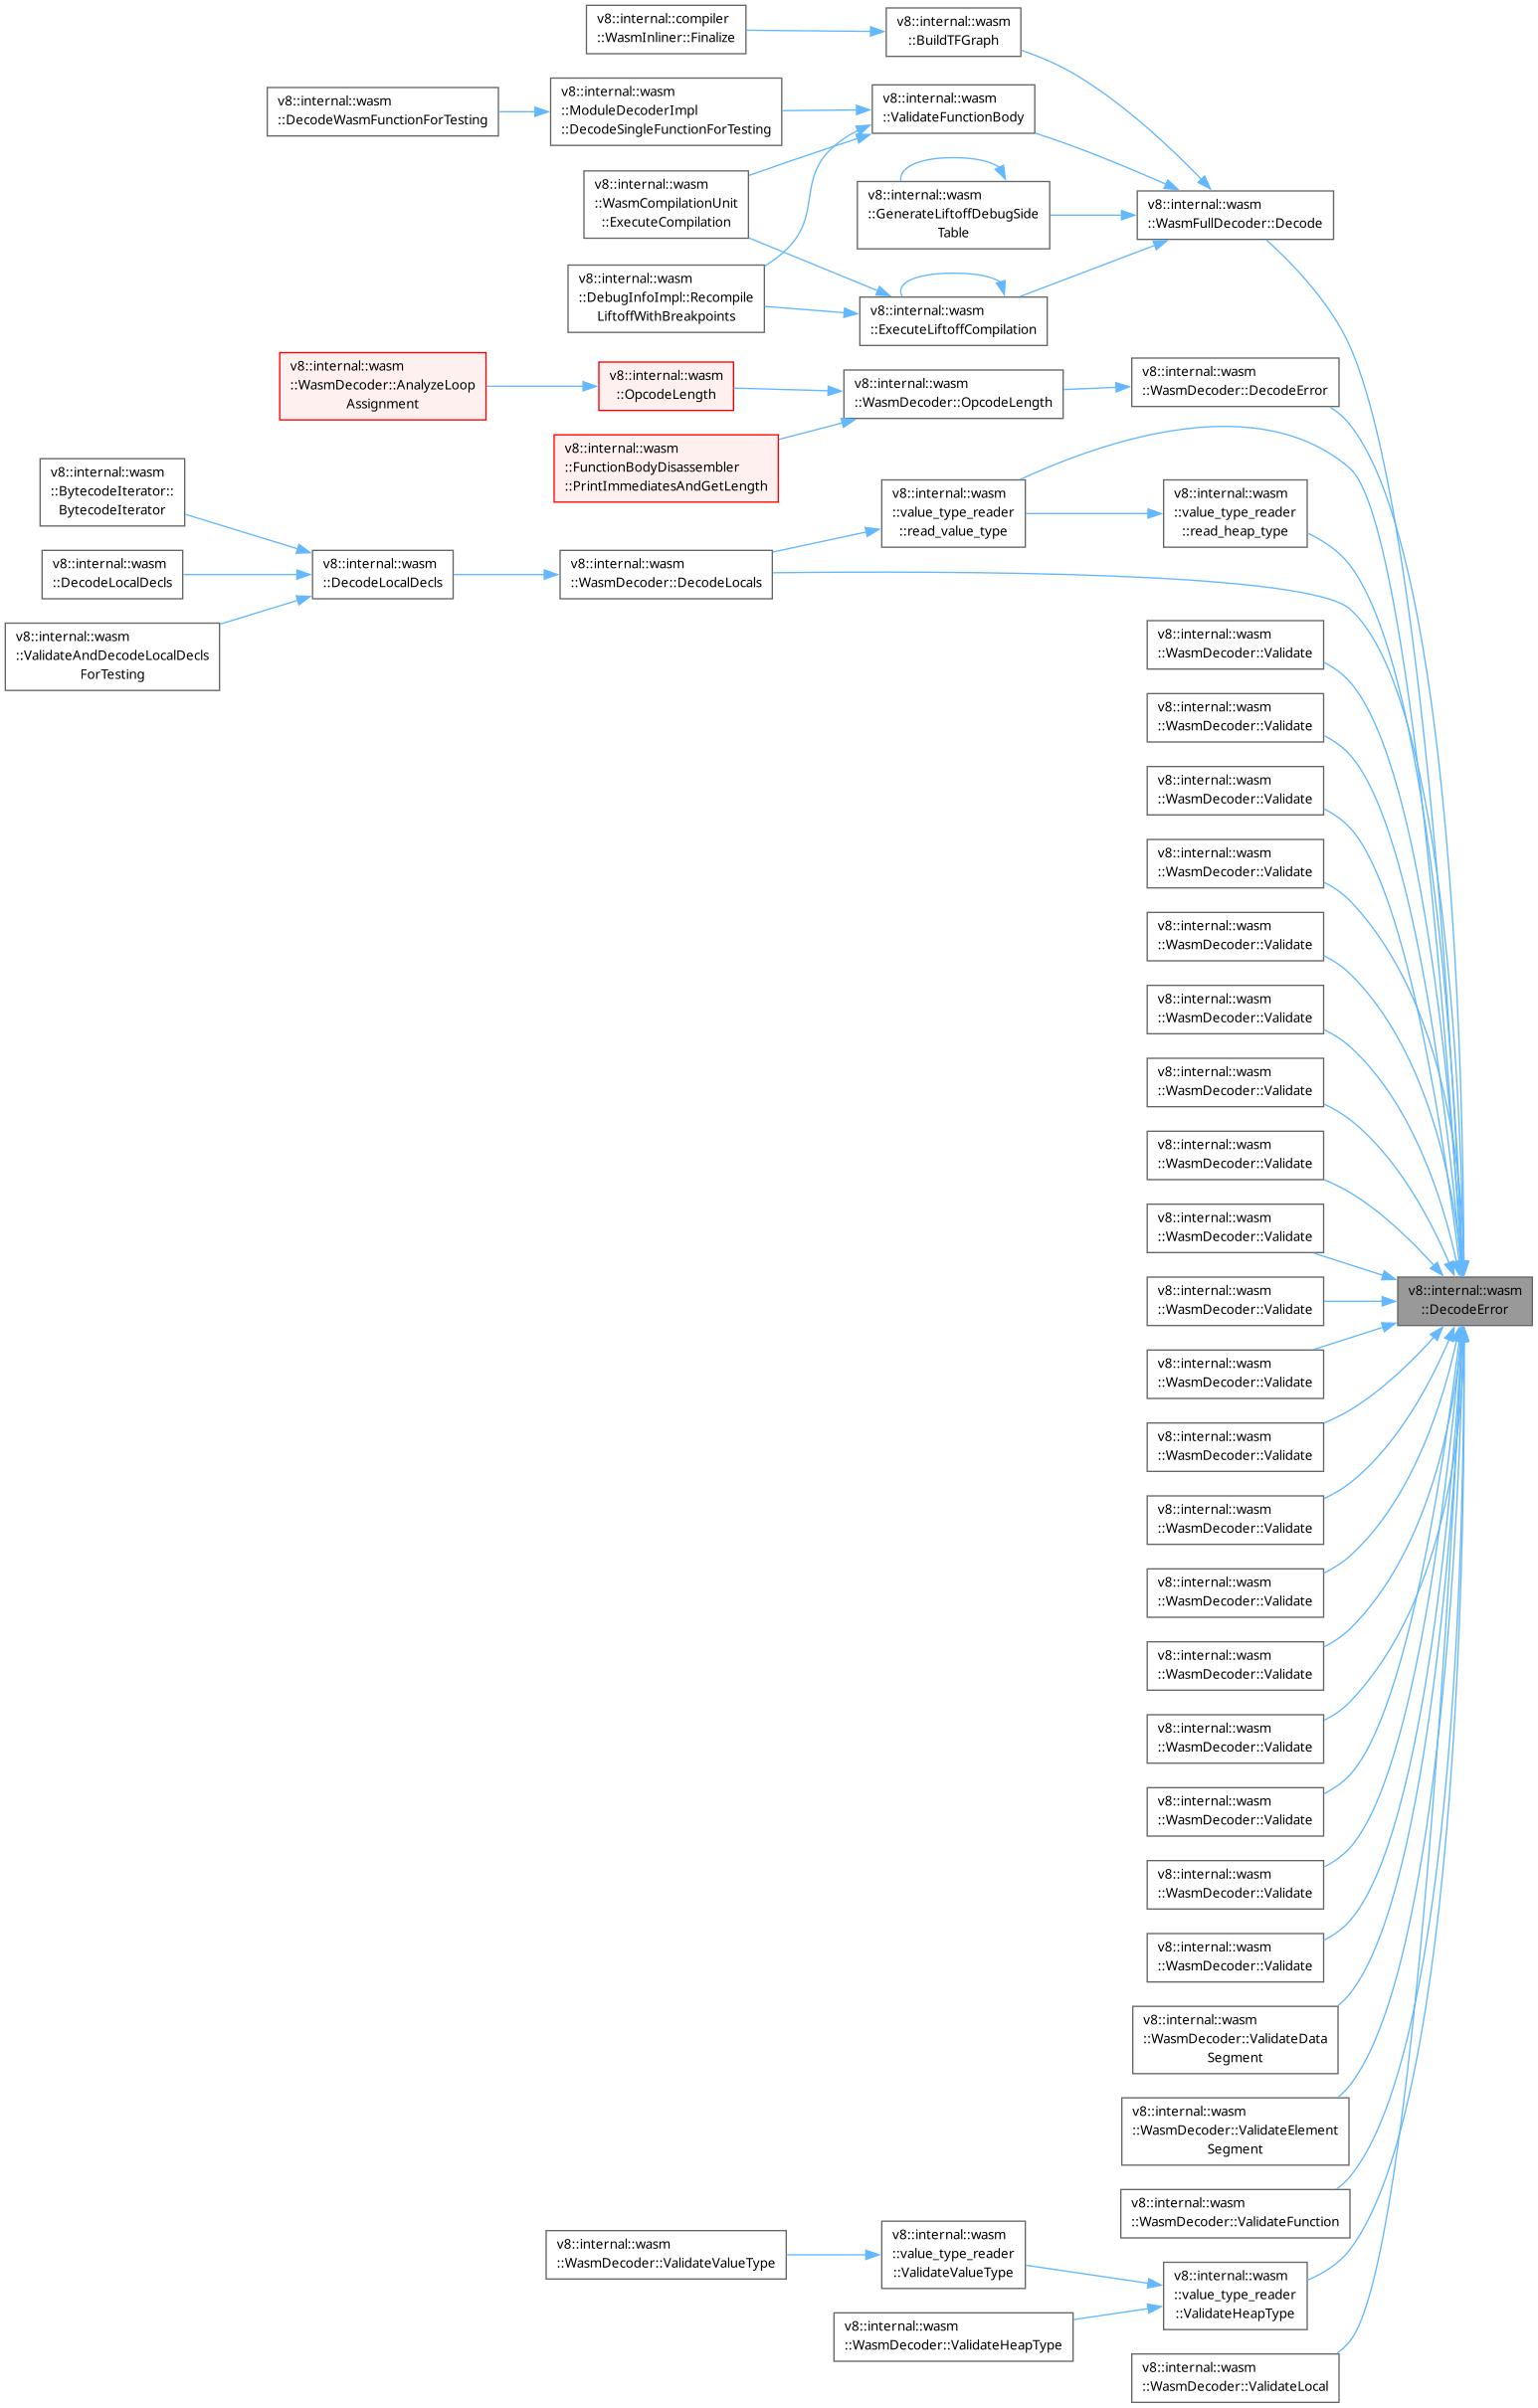 v8::internal::compiler
::WasmInliner::Finalize
v8::internal::wasm
::BuildTFGraph
v8::internal::wasm
::DecodeWasmFunctionForTesting
v8::internal::wasm
::ModuleDecoderImpl
::DecodeSingleFunctionForTesting
v8::internal::wasm
::ValidateFunctionBody
v8::internal::wasm
::WasmCompilationUnit
::ExecuteCompilation
v8::internal::wasm
::GenerateLiftoffDebugSide
Table
v8::internal::wasm
::WasmFullDecoder::Decode
v8::internal::wasm
::DebugInfoImpl::Recompile
LiftoffWithBreakpoints
v8::internal::wasm
::ExecuteLiftoffCompilation
v8::internal::wasm
::WasmDecoder::AnalyzeLoop
Assignment
v8::internal::wasm
::OpcodeLength
v8::internal::wasm
::WasmDecoder::OpcodeLength
v8::internal::wasm
::WasmDecoder::DecodeError
v8::internal::wasm
::FunctionBodyDisassembler
::PrintImmediatesAndGetLength
v8::internal::wasm
::BytecodeIterator::
BytecodeIterator
v8::internal::wasm
::value_type_reader
::read_value_type
v8::internal::wasm
::value_type_reader
::read_heap_type
v8::internal::wasm
::DecodeLocalDecls
v8::internal::wasm
::DecodeLocalDecls
v8::internal::wasm
::WasmDecoder::DecodeLocals
v8::internal::wasm
::ValidateAndDecodeLocalDecls
ForTesting
v8::internal::wasm
::WasmDecoder::Validate
v8::internal::wasm
::WasmDecoder::Validate
v8::internal::wasm
::WasmDecoder::Validate
v8::internal::wasm
::WasmDecoder::Validate
v8::internal::wasm
::WasmDecoder::Validate
v8::internal::wasm
::WasmDecoder::Validate
v8::internal::wasm
::WasmDecoder::Validate
v8::internal::wasm
::WasmDecoder::Validate
v8::internal::wasm
::WasmDecoder::Validate
v8::internal::wasm
::WasmDecoder::Validate
v8::internal::wasm
::DecodeError
v8::internal::wasm
::WasmDecoder::Validate
v8::internal::wasm
::WasmDecoder::Validate
v8::internal::wasm
::WasmDecoder::Validate
v8::internal::wasm
::WasmDecoder::Validate
v8::internal::wasm
::WasmDecoder::Validate
v8::internal::wasm
::WasmDecoder::Validate
v8::internal::wasm
::WasmDecoder::Validate
v8::internal::wasm
::WasmDecoder::Validate
v8::internal::wasm
::WasmDecoder::Validate
v8::internal::wasm
::WasmDecoder::ValidateData
Segment
v8::internal::wasm
::WasmDecoder::ValidateElement
Segment
v8::internal::wasm
::WasmDecoder::ValidateFunction
v8::internal::wasm
::WasmDecoder::ValidateValueType
v8::internal::wasm
::value_type_reader
::ValidateValueType
v8::internal::wasm
::value_type_reader
::ValidateHeapType
v8::internal::wasm
::WasmDecoder::ValidateHeapType
v8::internal::wasm
::WasmDecoder::ValidateLocal